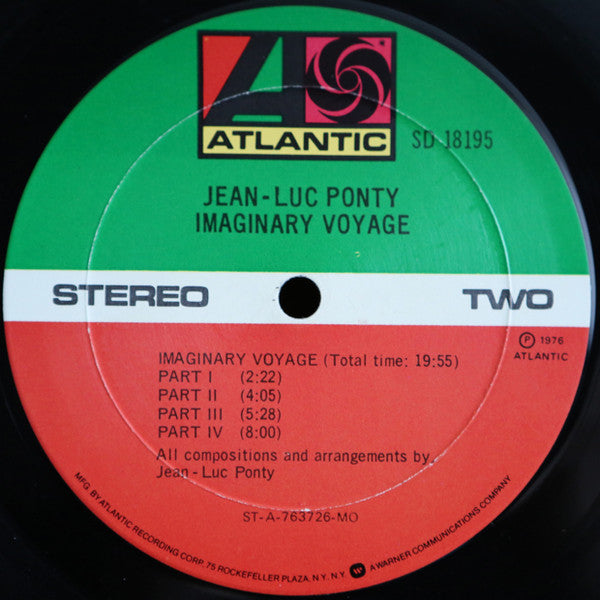 ATLANTIC
SD 18195
JEAN-LUC PONTY
IMAGINARY VOYAGE
STEREO
TWO
IMAGINARY VOYAGE (Total time: 19:55)
PART I (2:22)
PART II (4:05)
PART III (5:28)
PART IV (8:00)
All compositions and arrangements by
Jean-Luc Ponty
℗ 1976
ATLANTIC
ST-A-763726-MO
MFG. BY ATLANTIC RECORDING CORP. 75 ROCKEFELLER PLAZA, N.Y. N.Y. A WARNER COMMUNICATIONS COMPANY